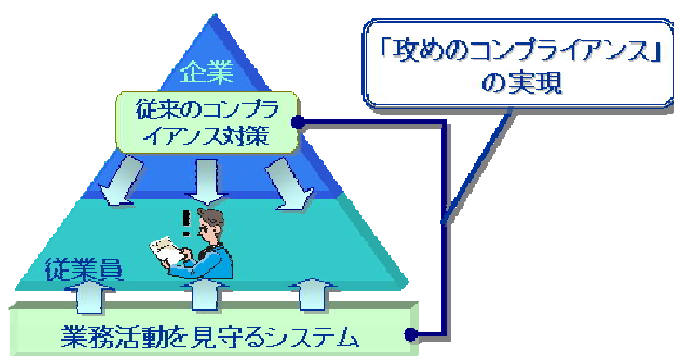 企業
従来のコンプラ
イアンス対策
「攻めのコンプライアンス」
の実現
!
従業員
業務活動を見守るシステム